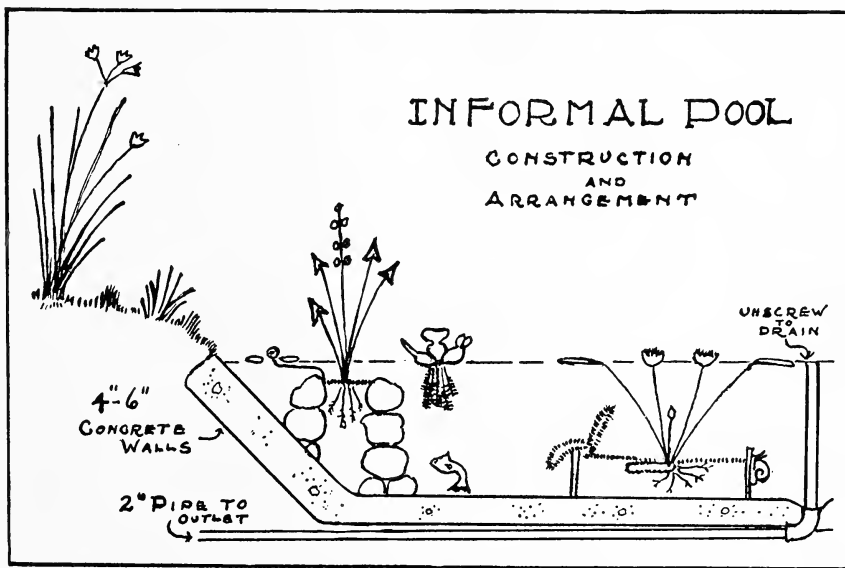 INFORMAL POOL
CONSTRUCTION
AND
ARRANGEMENT
UNSCREW
TO
DRAIN
4"-6"
CONCRETE
WALLS
2" PIPE TO
OUTLET